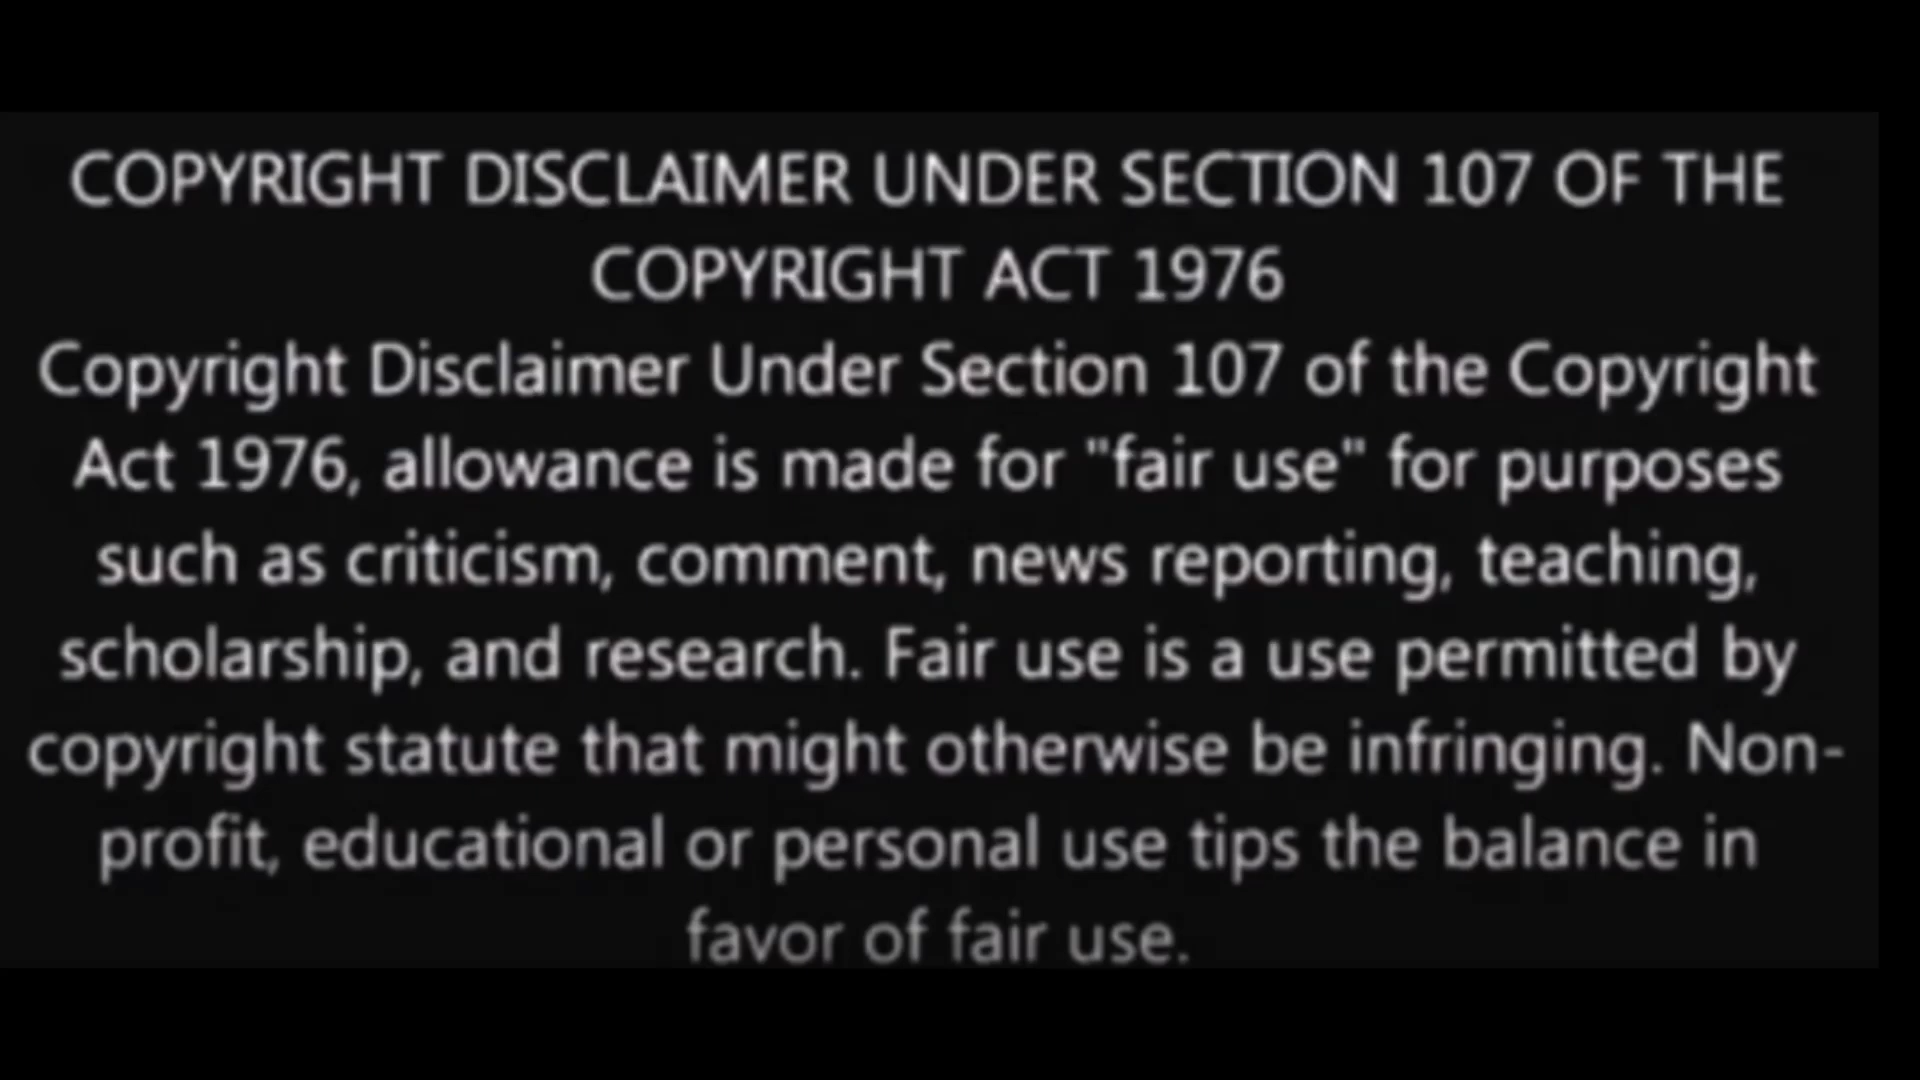 COPYRIGHT DISCLAIMER UNDER SECTION 107 OF THE
COPYRIGHT ACT 1976
Copyright Disclaimer Under Section 107 of the Copyright
Act 1976, allowance is made for "fair use" for purposes
such as criticism, comment, news reporting, teaching,
scholarship, and research. Fair use is a use permitted by
copyright statute that might otherwise be infringing. Non-
profit, educational or personal use tips the balance in
favor of fair use.